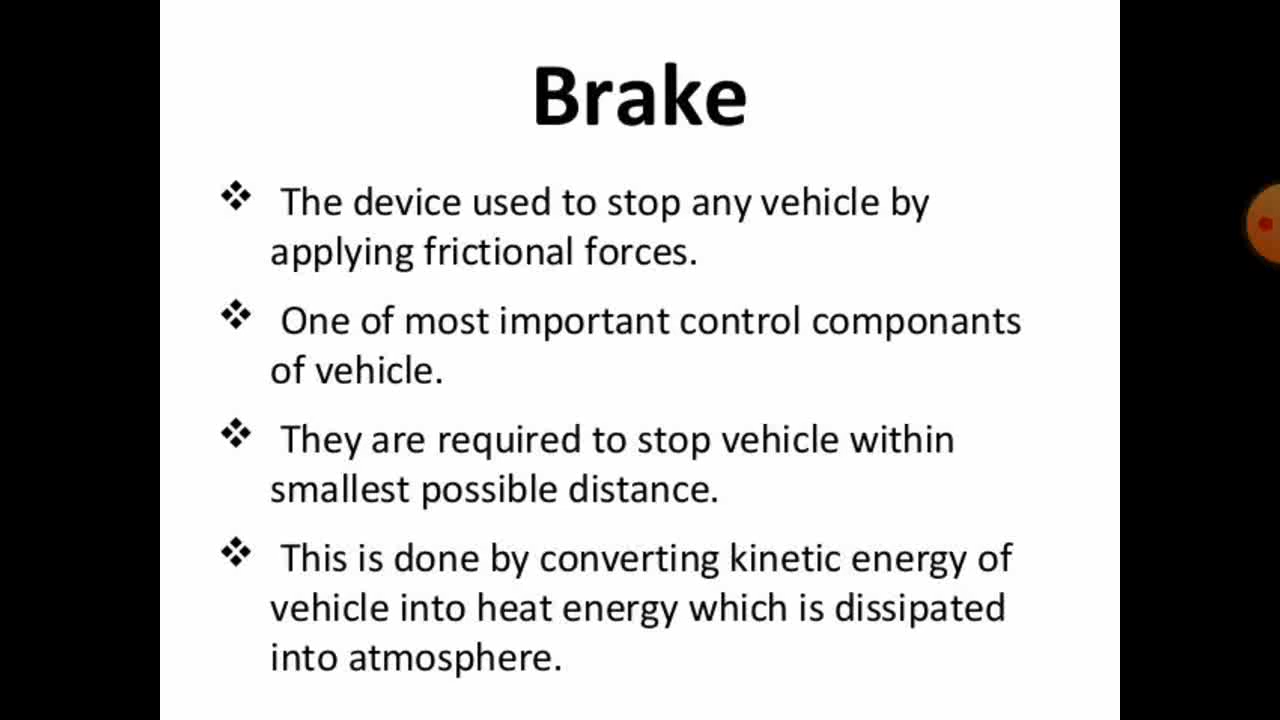 Brake
❖ The device used to stop any vehicle by
applying frictional forces.
❖ One of most important control componants
of vehicle.
❖ They are required to stop vehicle within
smallest possible distance.
❖ This is done by converting kinetic energy of
vehicle into heat energy which is dissipated
into atmosphere.